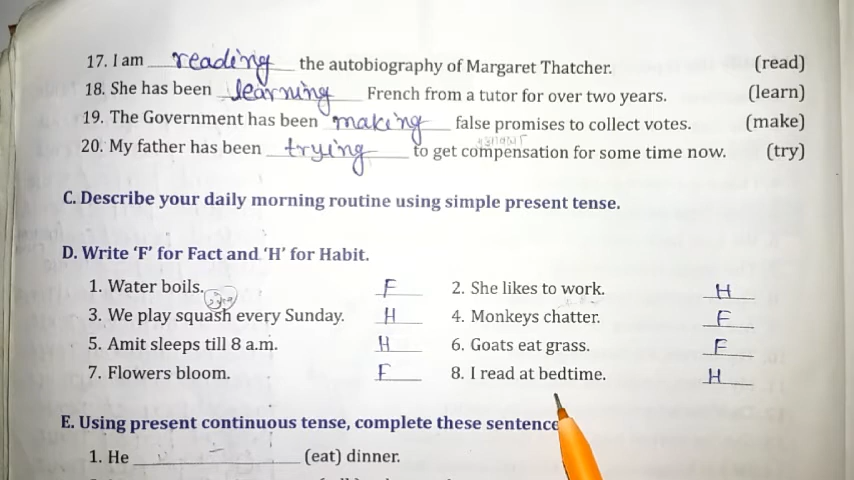 17. I am reading the autobiography of Margaret Thatcher. (read)
18. She has been learning French from a tutor for over two years. (learn)
19. The Government has been making false promises to collect votes. (make)
20. My father has been trying to get compensation for some time now. (try)
C. Describe your daily morning routine using simple present tense.
D. Write ‘F’ for Fact and ‘H’ for Habit.
1. Water boils. F 2. She likes to work. H
3. We play squash every Sunday. H 4. Monkeys chatter. F
5. Amit sleeps till 8 a.m. H 6. Goats eat grass. F
7. Flowers bloom. F 8. I read at bedtime. H
E. Using present continuous tense, complete these sentence
1. He ____________ (eat) dinner.